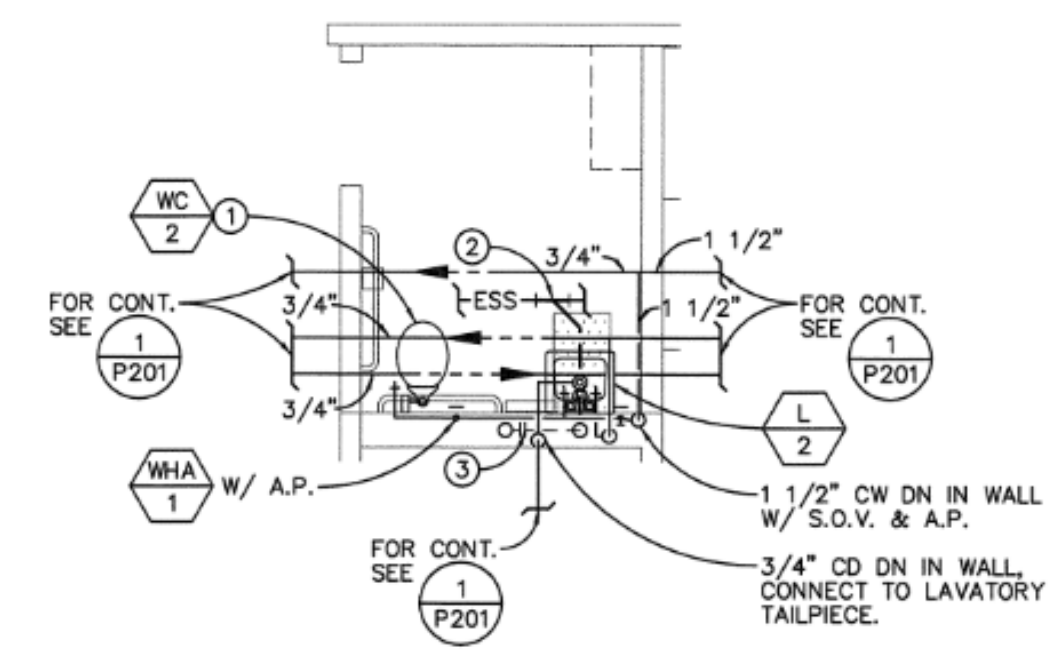 WC
2
1
2
3/4"
1 1/2"
ESS
FOR CONT.
SEE
1
P201
3/4"
1 1/2"
FOR CONT.
SEE
1
P201
3/4"
L
2
WHA
1
W/ A.P.
3
1 1/2" CW DN IN WALL
W/ S.O.V. & A.P.
FOR CONT.
SEE
1
P201
3/4" CD DN IN WALL,
CONNECT TO LAVATORY
TAILPIECE.